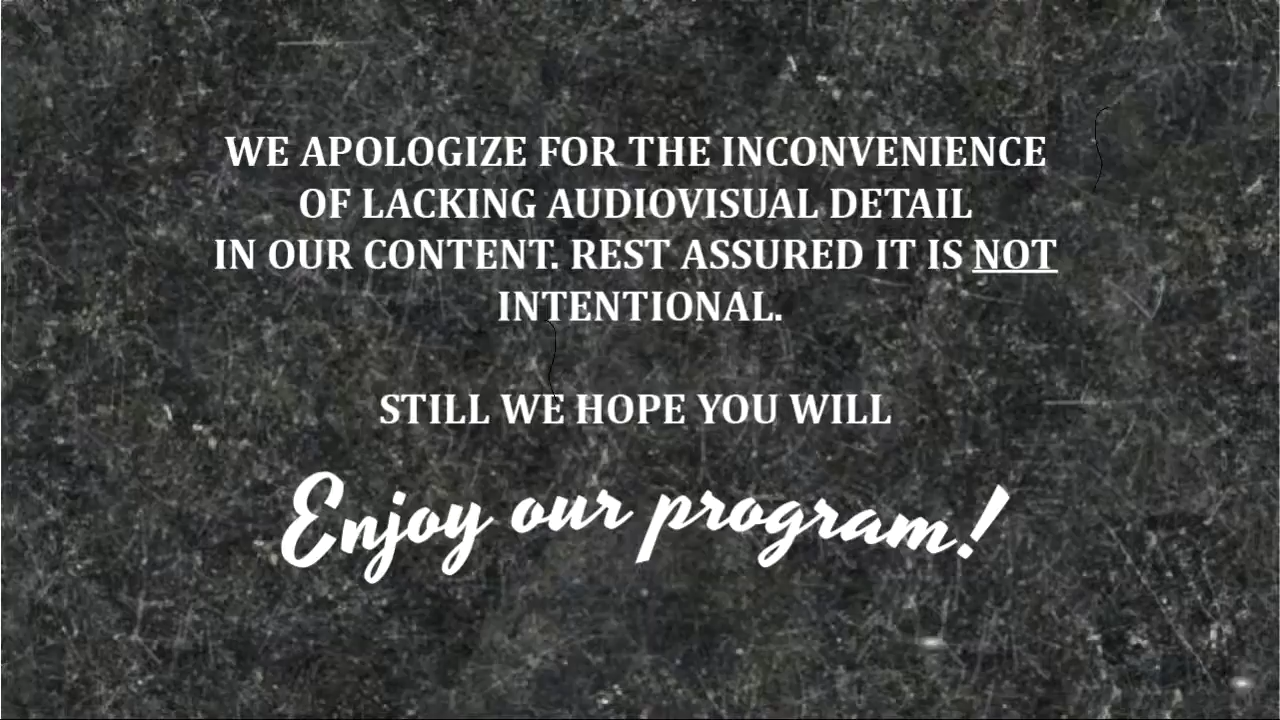 WE APOLOGIZE FOR THE INCONVENIENCE
OF LACKING AUDIOVISUAL DETAIL
IN OUR CONTENT. REST ASSURED IT IS NOT
INTENTIONAL.
STILL WE HOPE YOU WILL
Enjoy our program!